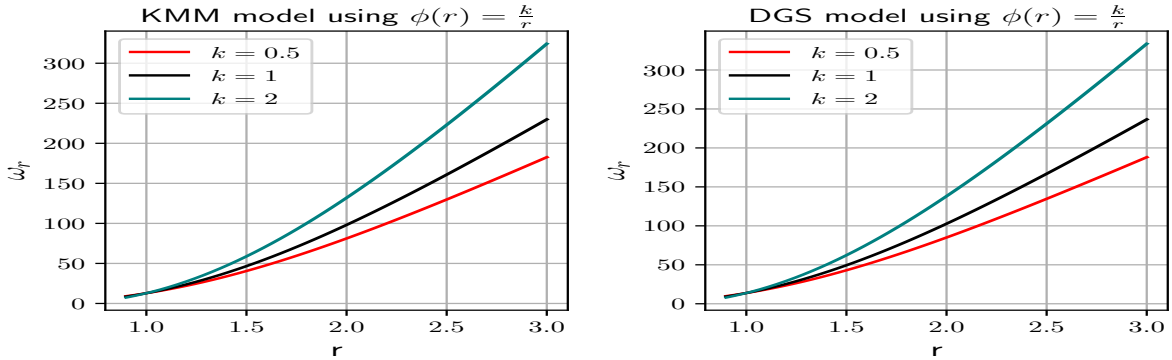 KMM model using ϕ(r) = k/r
k = 0.5
k = 1
k = 2
300
250
200
150
100
50
0
ω_r
1.0 1.5 2.0 2.5 3.0
r
DGS model using ϕ(r) = k/r
k = 0.5
k = 1
k = 2
300
250
200
150
100
50
0
ω_r
1.0 1.5 2.0 2.5 3.0
r